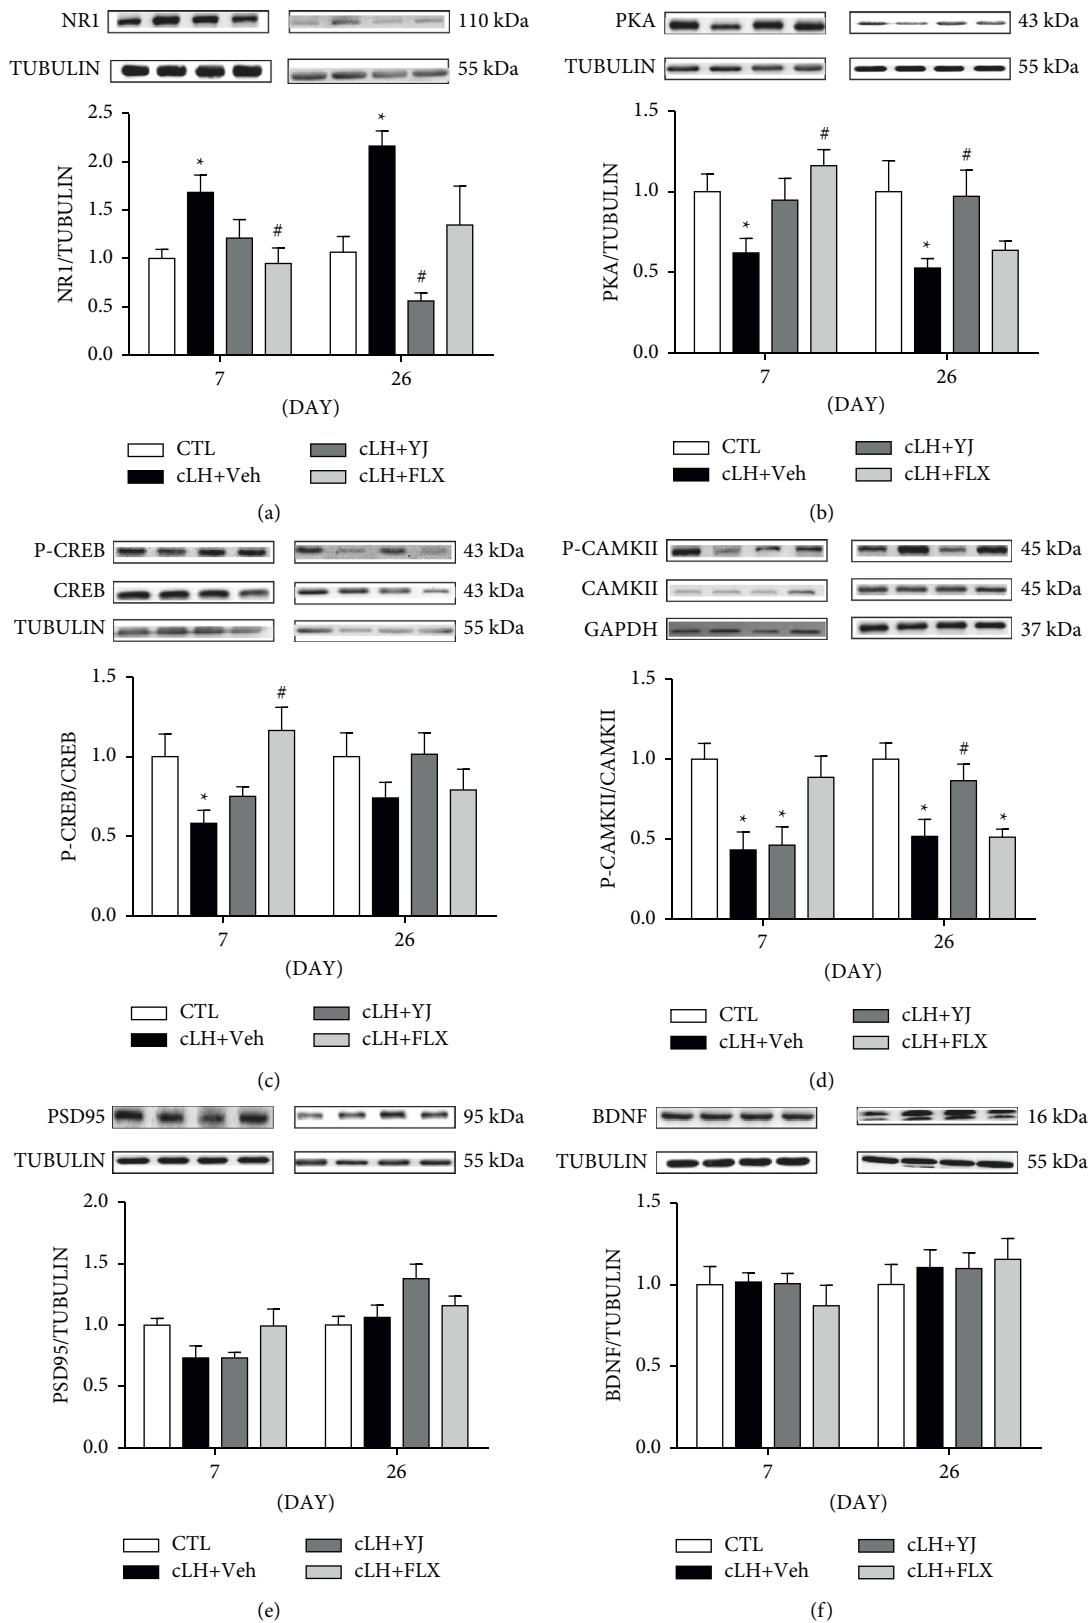 NR1 110 kDa
TUBULIN 55 kDa
2.5
2.0
1.5
1.0
0.5
0.0
NR1/TUBULIN
* # * #
7 26
(DAY)
CTL cLH+YJ
cLH+Veh cLH+FLX
(a)
PKA 43 kDa
TUBULIN 55 kDa
1.5
1.0
0.5
0.0
PKA/TUBULIN
* # * #
7 26
(DAY)
CTL cLH+YJ
cLH+Veh cLH+FLX
(b)
P-CREB 43 kDa
CREB 43 kDa
TUBULIN 55 kDa
1.5
1.0
0.5
0.0
P-CREB/CREB
* #
7 26
(DAY)
CTL cLH+YJ
cLH+Veh cLH+FLX
(c)
P-CAMKII 45 kDa
CAMKII 45 kDa
GAPDH 37 kDa
1.5
1.0
0.5
0.0
P-CAMKII/CAMKII
* * * # *
7 26
(DAY)
CTL cLH+YJ
cLH+Veh cLH+FLX
(d)
PSD95 95 kDa
TUBULIN 55 kDa
2.0
1.5
1.0
0.5
0.0
PSD95/TUBULIN
7 26
(DAY)
CTL cLH+YJ
cLH+Veh cLH+FLX
(e)
BDNF 16 kDa
TUBULIN 55 kDa
1.5
1.0
0.5
0.0
BDNF/TUBULIN
7 26
(DAY)
CTL cLH+YJ
cLH+Veh cLH+FLX
(f)